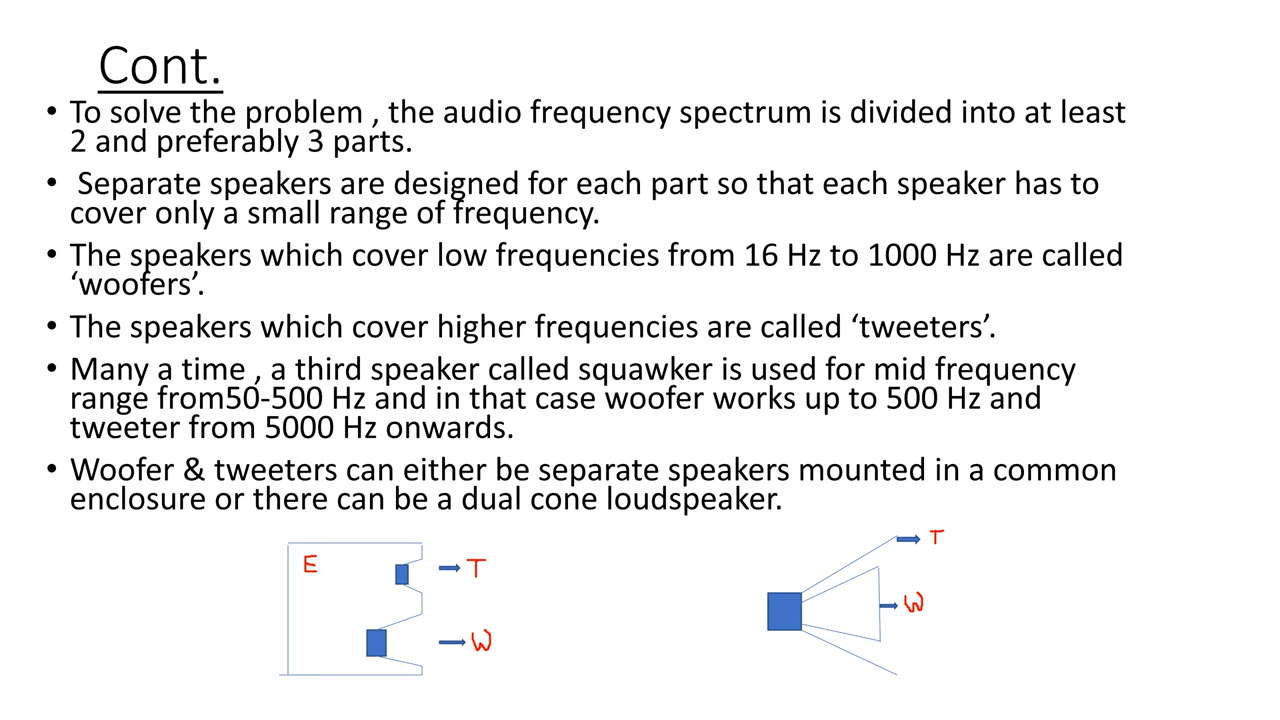 Cont.
• To solve the problem , the audio frequency spectrum is divided into at least
2 and preferably 3 parts.
• Separate speakers are designed for each part so that each speaker has to
cover only a small range of frequency.
• The speakers which cover low frequencies from 16 Hz to 1000 Hz are called
‘woofers’.
• The speakers which cover higher frequencies are called ‘tweeters’.
• Many a time , a third speaker called squawker is used for mid frequency
range from50-500 Hz and in that case woofer works up to 500 Hz and
tweeter from 5000 Hz onwards.
• Woofer & tweeters can either be separate speakers mounted in a common
enclosure or there can be a dual cone loudspeaker.
E
T
W
T
W